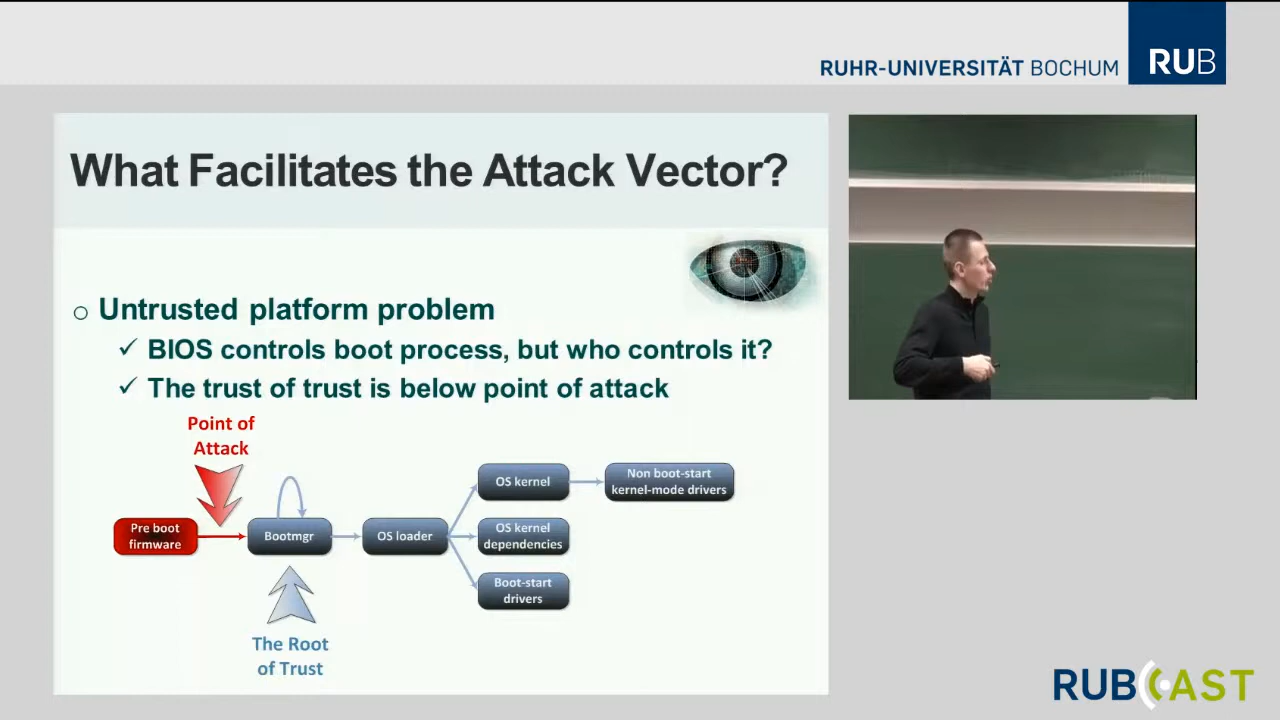 RUHR-UNIVERSITÄT BOCHUM
RUB
What Facilitates the Attack Vector?
o Untrusted platform problem
✓ BIOS controls boot process, but who controls it?
✓ The trust of trust is below point of attack
Point of
Attack
Pre boot
firmware
Bootmgr
OS loader
OS kernel
Non boot-start
kernel-mode drivers
OS kernel
dependencies
Boot-start
drivers
The Root
of Trust
RUBCAST